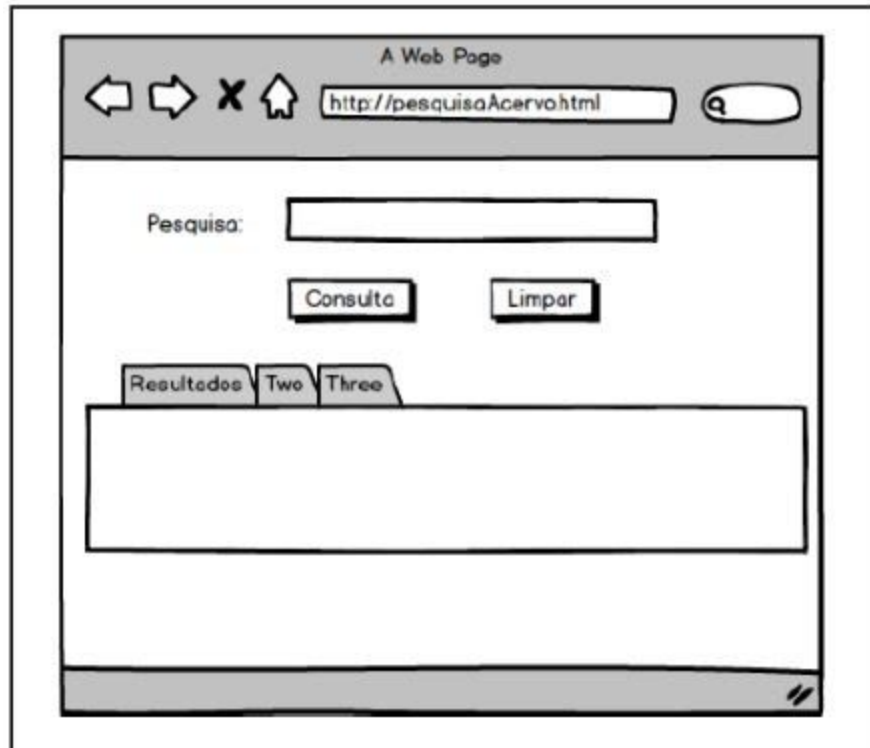 A Web Page
http://pesquisaAcervo.html
Pesquisa:
Consulta
Limpar
Resultados Two Three